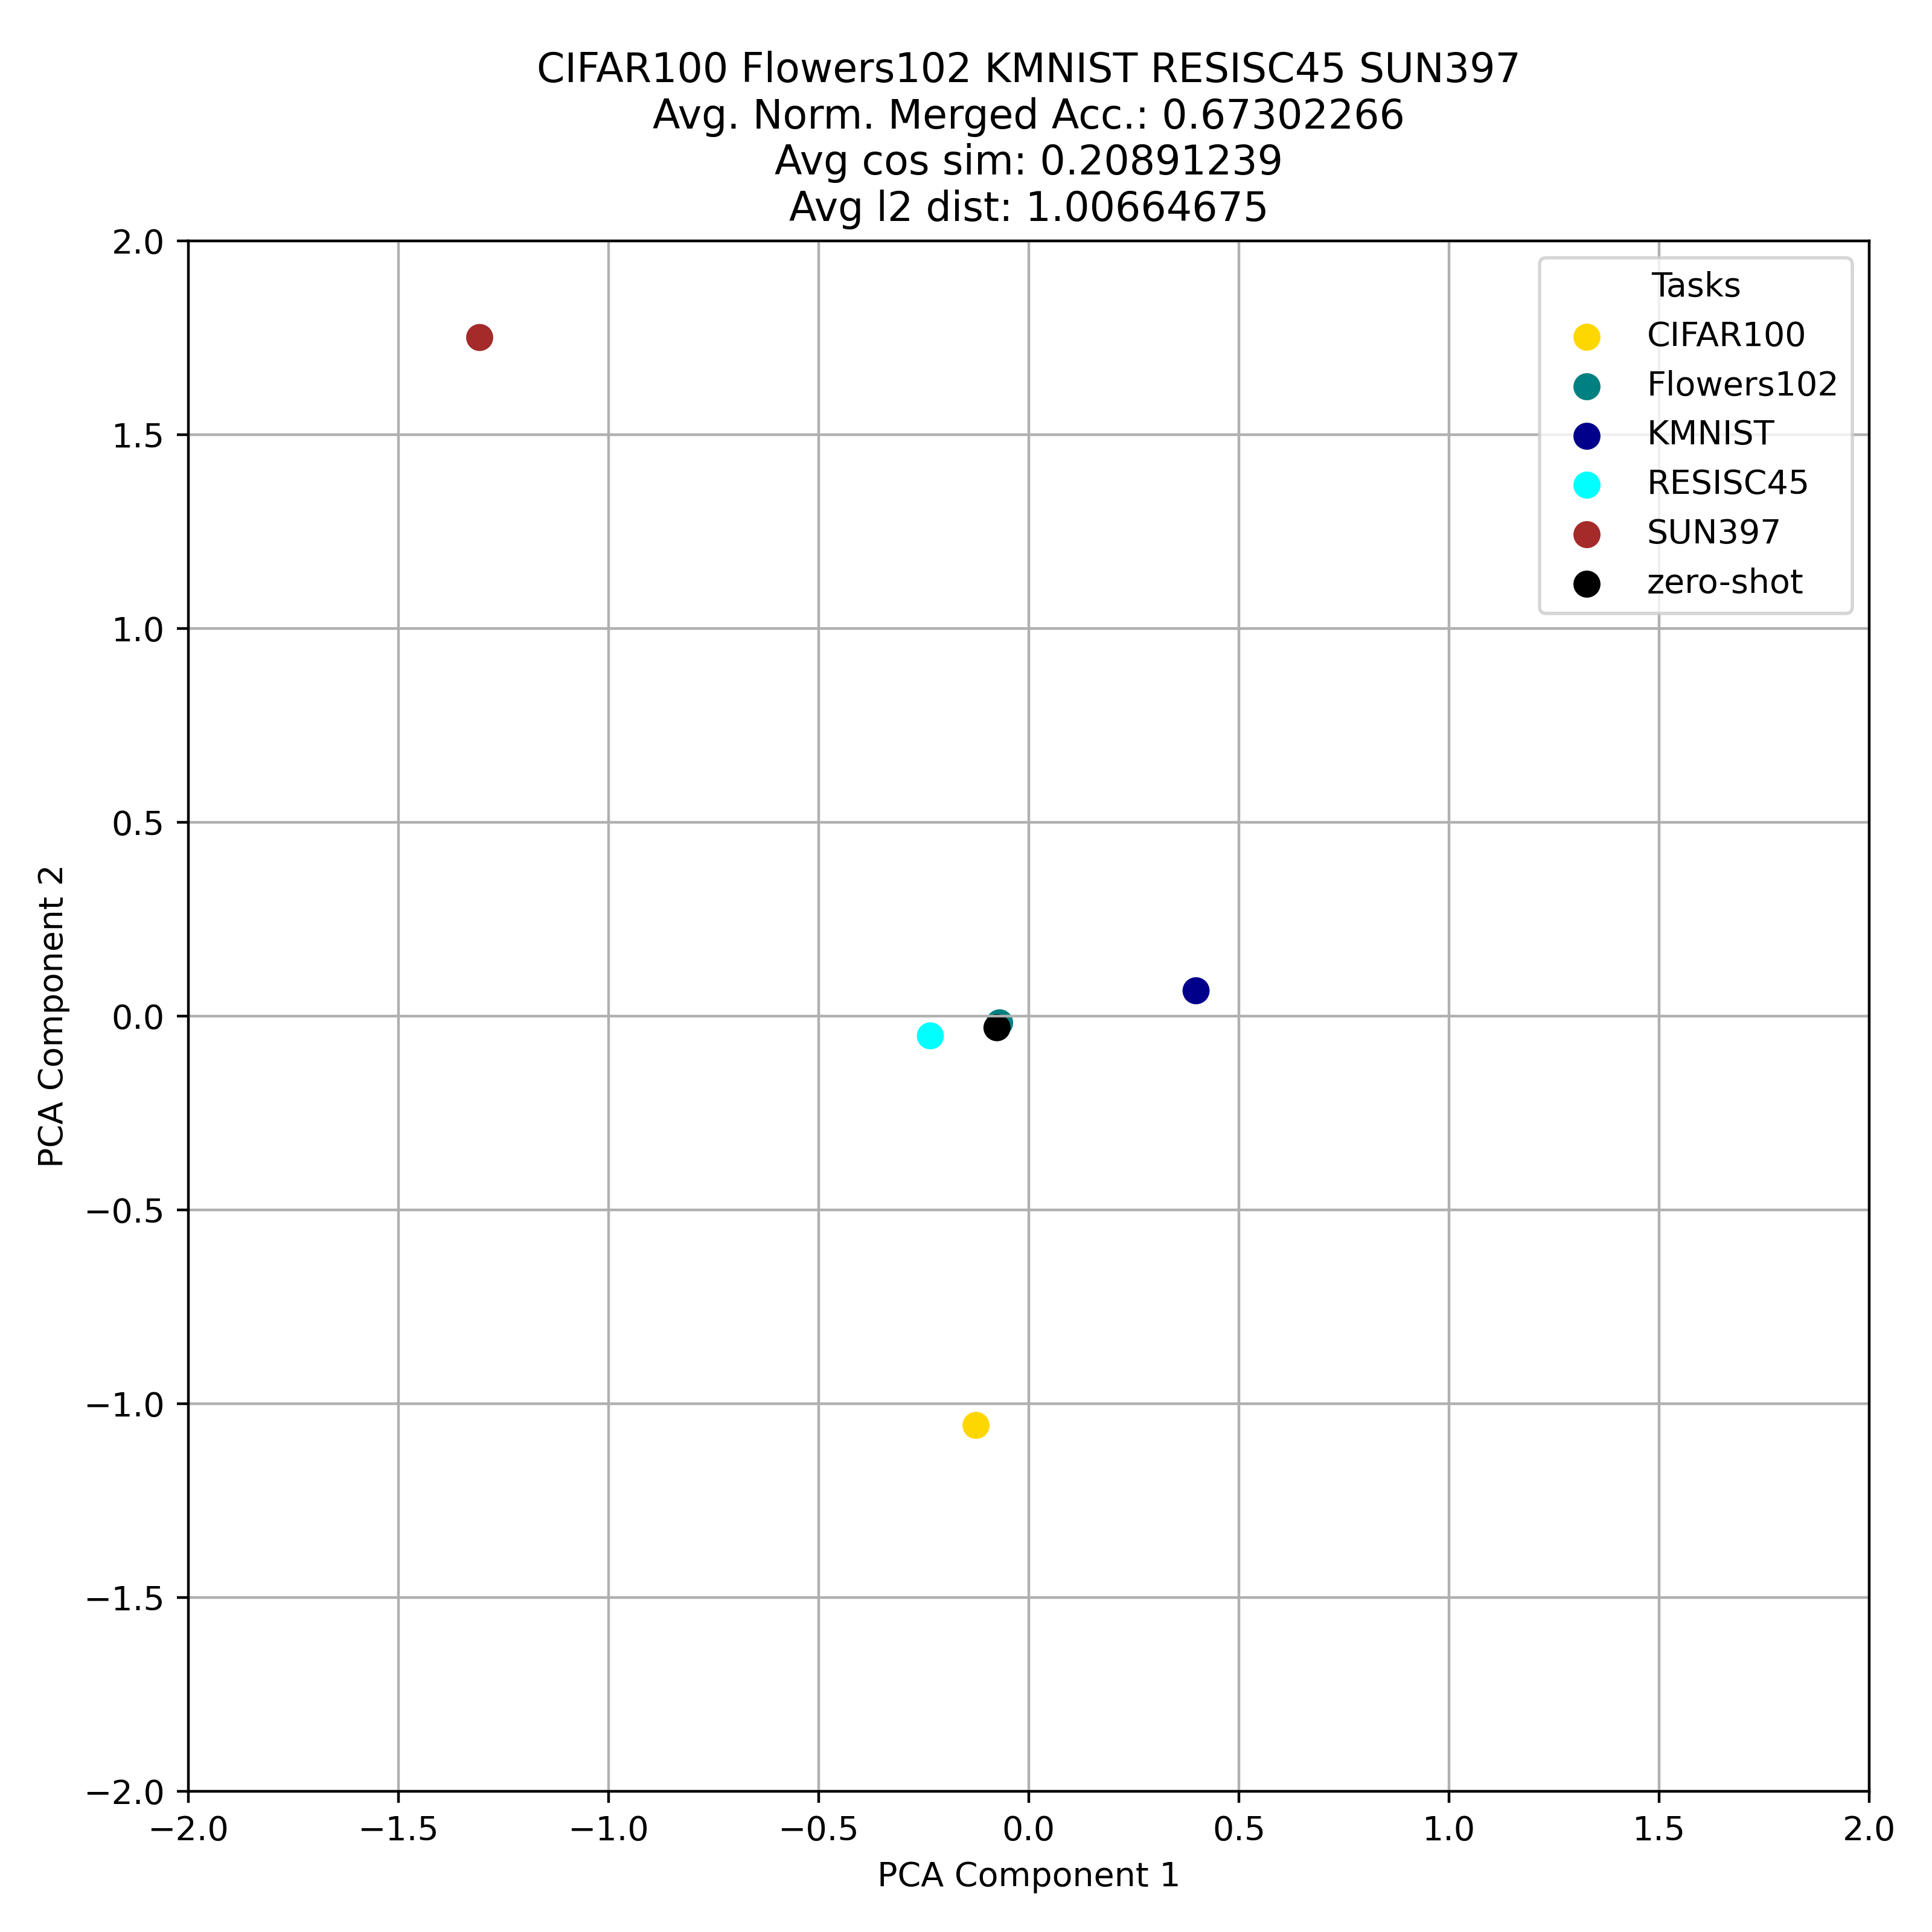 CIFAR100 Flowers102 KMNIST RESISC45 SUN397
Avg. Norm. Merged Acc.: 0.67302266
Avg cos sim: 0.20891239
Avg l2 dist: 1.00664675
Tasks
CIFAR100
Flowers102
KMNIST
RESISC45
SUN397
zero-shot
2.0
1.5
1.0
0.5
0.0
−0.5
−1.0
−1.5
−2.0
PCA Component 2
−2.0 −1.5 −1.0 −0.5 0.0 0.5 1.0 1.5 2.0
PCA Component 1